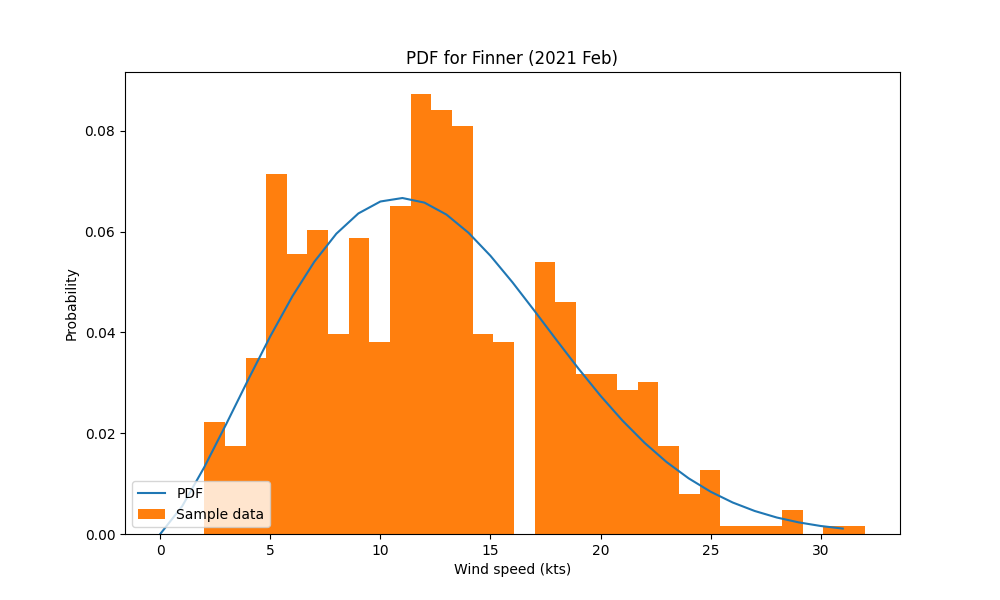 PDF for Finner (2021 Feb)
Probability
0.08
0.06
0.04
0.02
0.00
PDF
Sample data
0 5 10 15 20 25 30
Wind speed (kts)